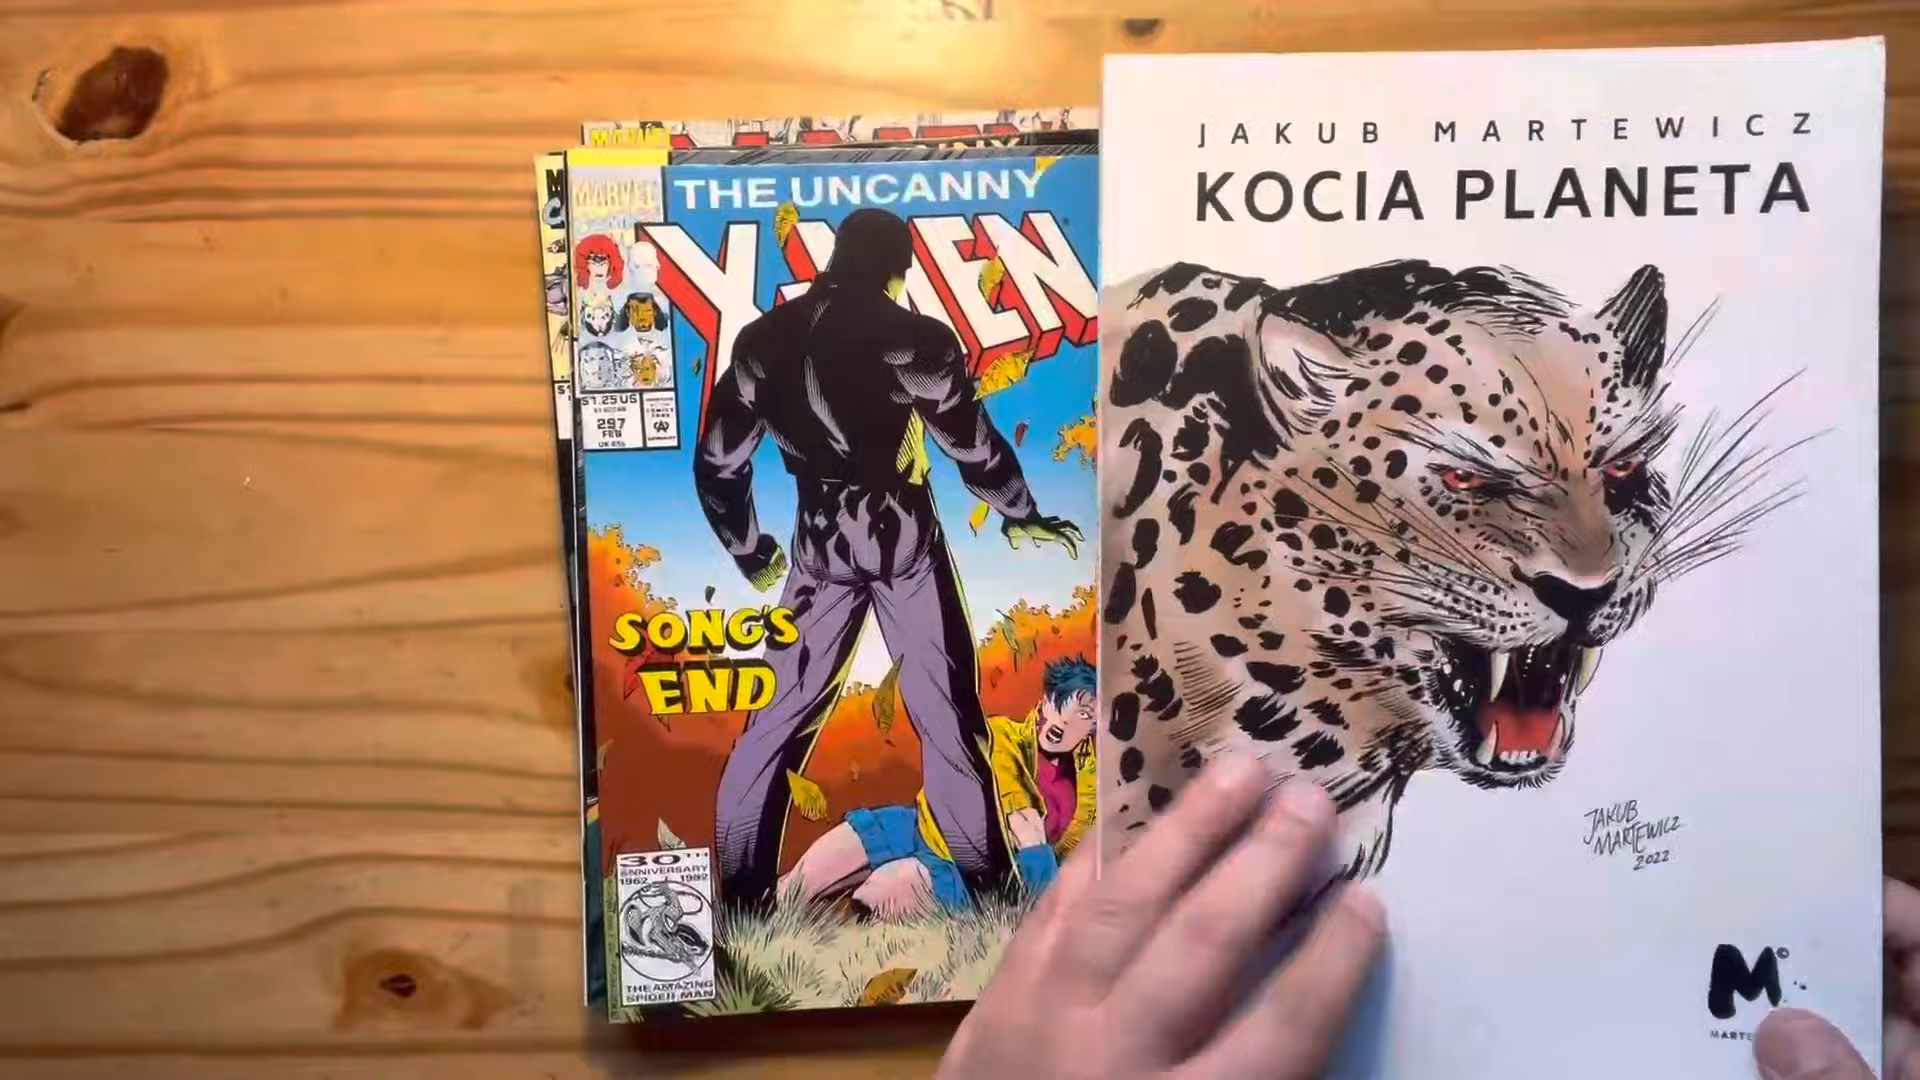 MARVEL
THE UNCANNY
X-MEN
$1.25 US
297
FEB
SONG'S
END
30TH
ANNIVERSARY
1962 1992
THE AMAZING
SPIDER-MAN
JAKUB MARTEWICZ
KOCIA PLANETA
JAKUB
MARTEWICZ
2022
M